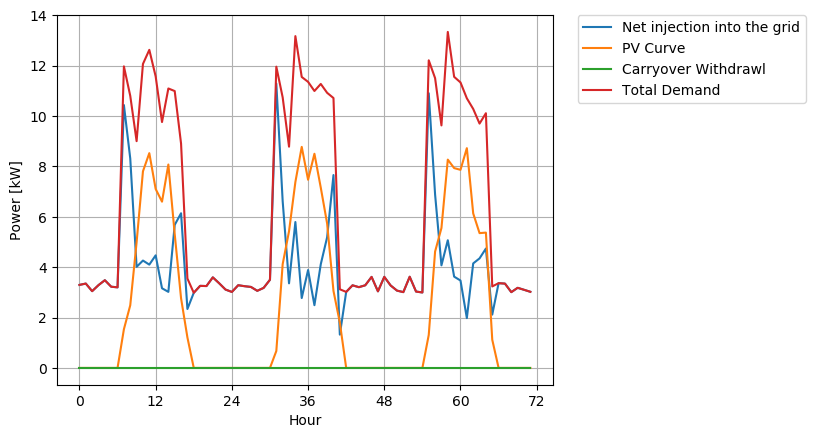 14
12
10
8
6
4
2
0
Power [kW]
0 12 24 36 48 60 72
Hour
Net injection into the grid
PV Curve
Carryover Withdrawl
Total Demand